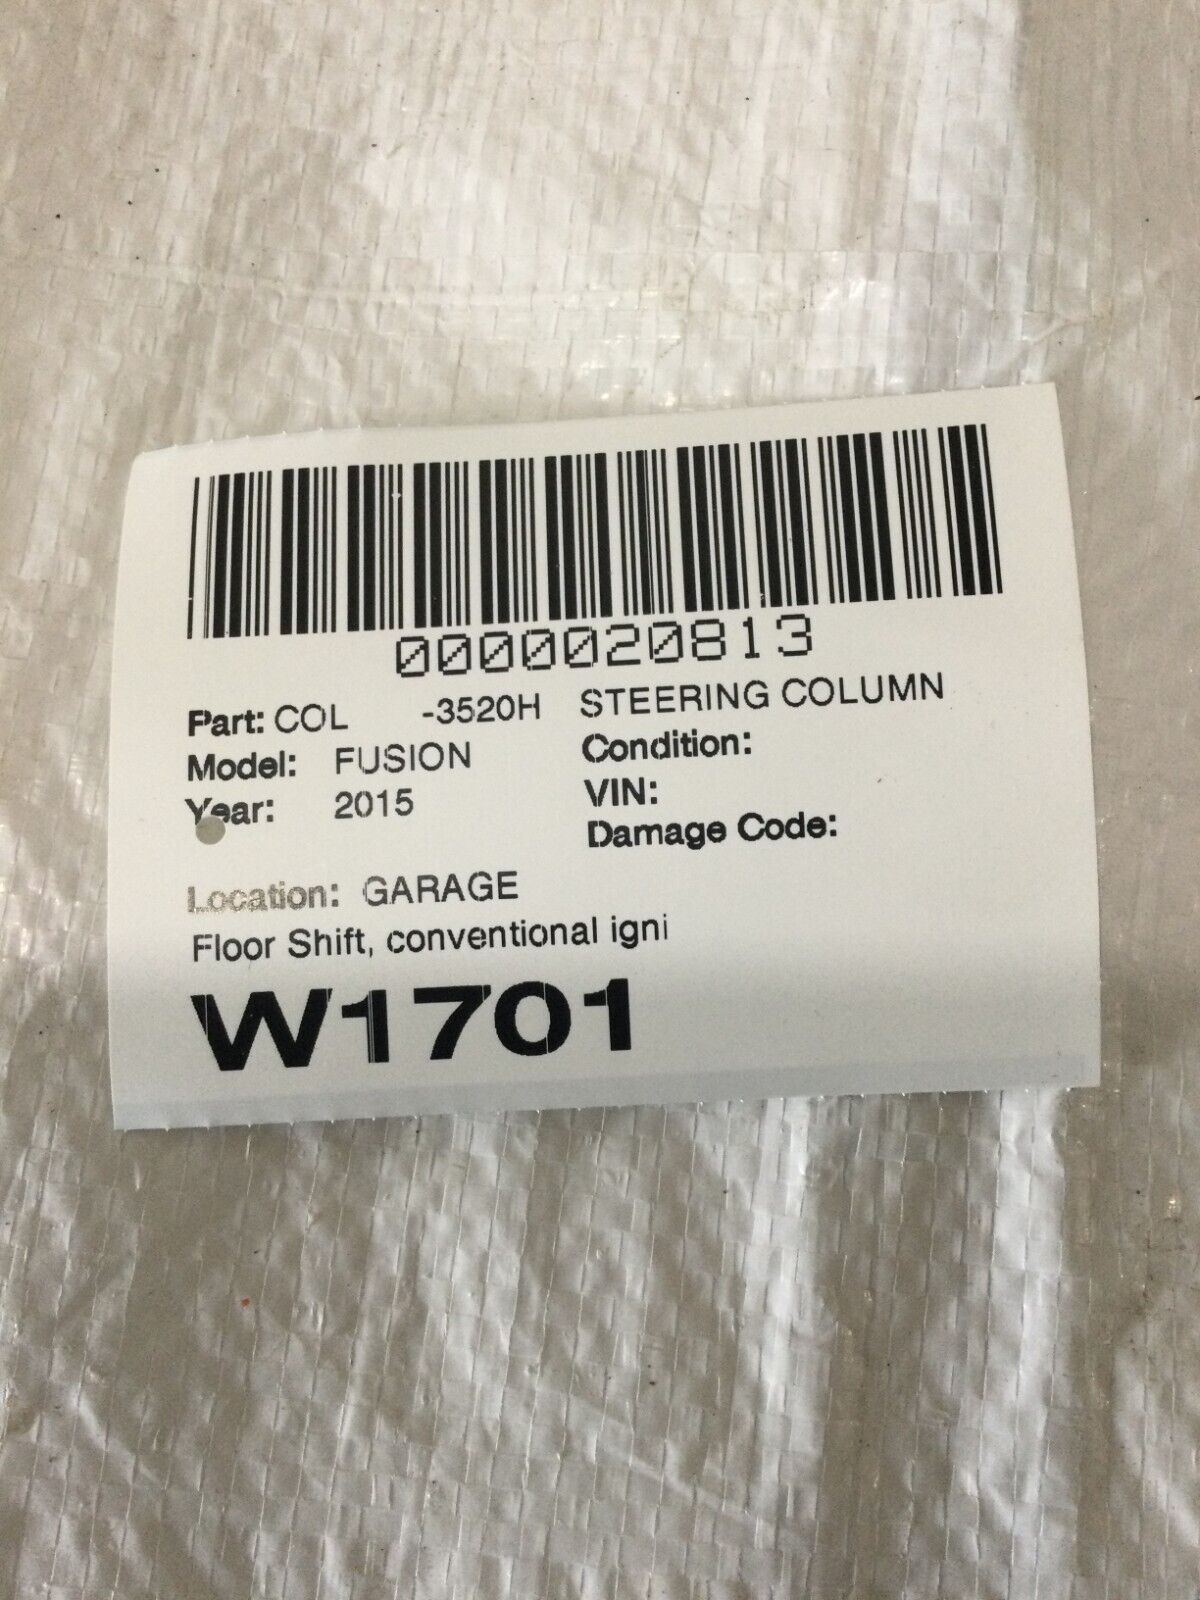 0000020813
Part: COL -3520H STEERING COLUMN
Model: FUSION Condition:
Year: 2015 VIN:
Damage Code:
Location: GARAGE
Floor Shift, conventional igni
W1701